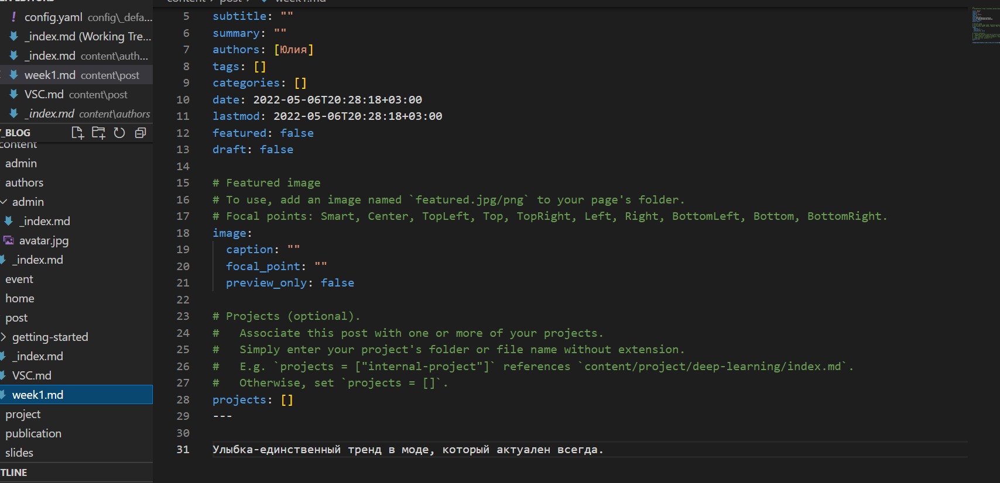 config.yaml config\_defa...
_index.md (Working Tre...
_index.md content\auth...
week1.md content\post
VSC.md content\post
_index.md content\authors
_BLOG
content
admin
authors
admin
_index.md
avatar.jpg
_index.md
event
home
post
getting-started
_index.md
VSC.md
week1.md
project
publication
slides
TLINE
5 subtitle: ""
6 summary: ""
7 authors: [Юлия]
8 tags: []
9 categories: []
10 date: 2022-05-06T20:28:18+03:00
11 lastmod: 2022-05-06T20:28:18+03:00
12 featured: false
13 draft: false
14
15 # Featured image
16 # To use, add an image named `featured.jpg/png` to your page's folder.
17 # Focal points: Smart, Center, TopLeft, Top, TopRight, Left, Right, BottomLeft, Bottom, BottomRight.
18 image:
19 caption: ""
20 focal_point: ""
21 preview_only: false
22
23 # Projects (optional).
24 # Associate this post with one or more of your projects.
25 # Simply enter your project's folder or file name without extension.
26 # E.g. `projects = ["internal-project"]` references `content/project/deep-learning/index.md`.
27 # Otherwise, set `projects = []`.
28 projects: []
29 ---
30
31 Улыбка-единственный тренд в моде, который актуален всегда.